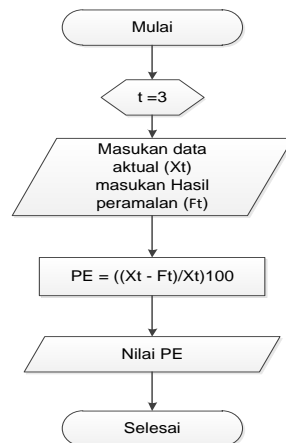 Mulai
t =3
Masukan data
aktual (Xt)
masukan Hasil
peramalan (Ft)
PE = ((Xt - Ft)/Xt)100
Nilai PE
Selesai